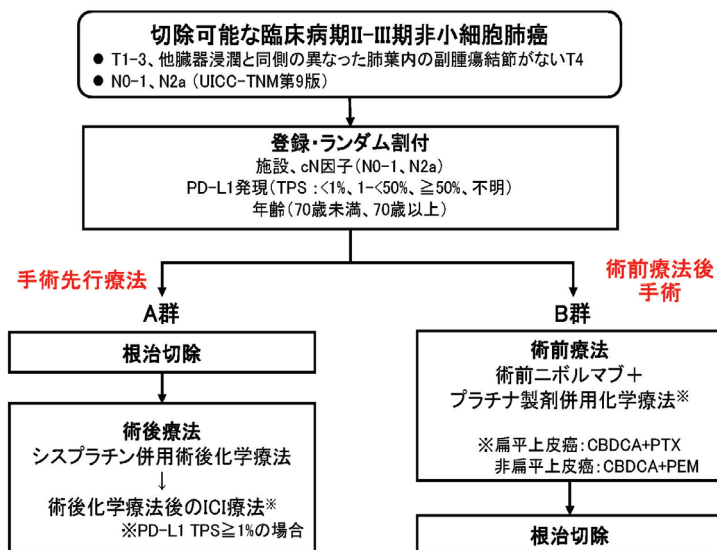 切除可能な臨床病期II-III期非小細胞肺癌
● T1-3、他臓器浸潤と同側の異なった肺葉内の副腫瘍結節がないT4
● N0-1、N2a (UICC-TNM第9版)
登録・ランダム割付
施設、cN因子(N0-1、N2a)
PD-L1発現(TPS：<1%、1-<50%、≧50%、不明)
年齢(70歳未満、70歳以上)
手術先行療法
A群
根治切除
術後療法
シスプラチン併用術後化学療法
↓
術後化学療法後のICI療法※
※PD-L1 TPS≧1%の場合
術前療法後
手術
B群
術前療法
術前ニボルマブ＋
プラチナ製剤併用化学療法※
※扁平上皮癌：CBDCA+PTX
非扁平上皮癌：CBDCA+PEM
根治切除